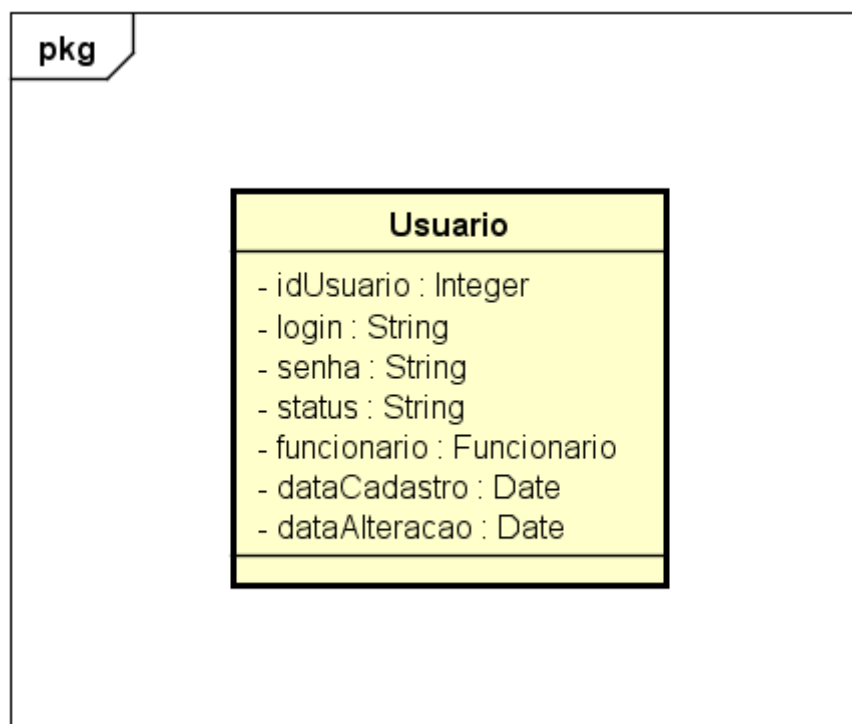 pkg
Usuario
- idUsuario : Integer
- login : String
- senha : String
- status : String
- funcionario : Funcionario
- dataCadastro : Date
- dataAlteracao : Date